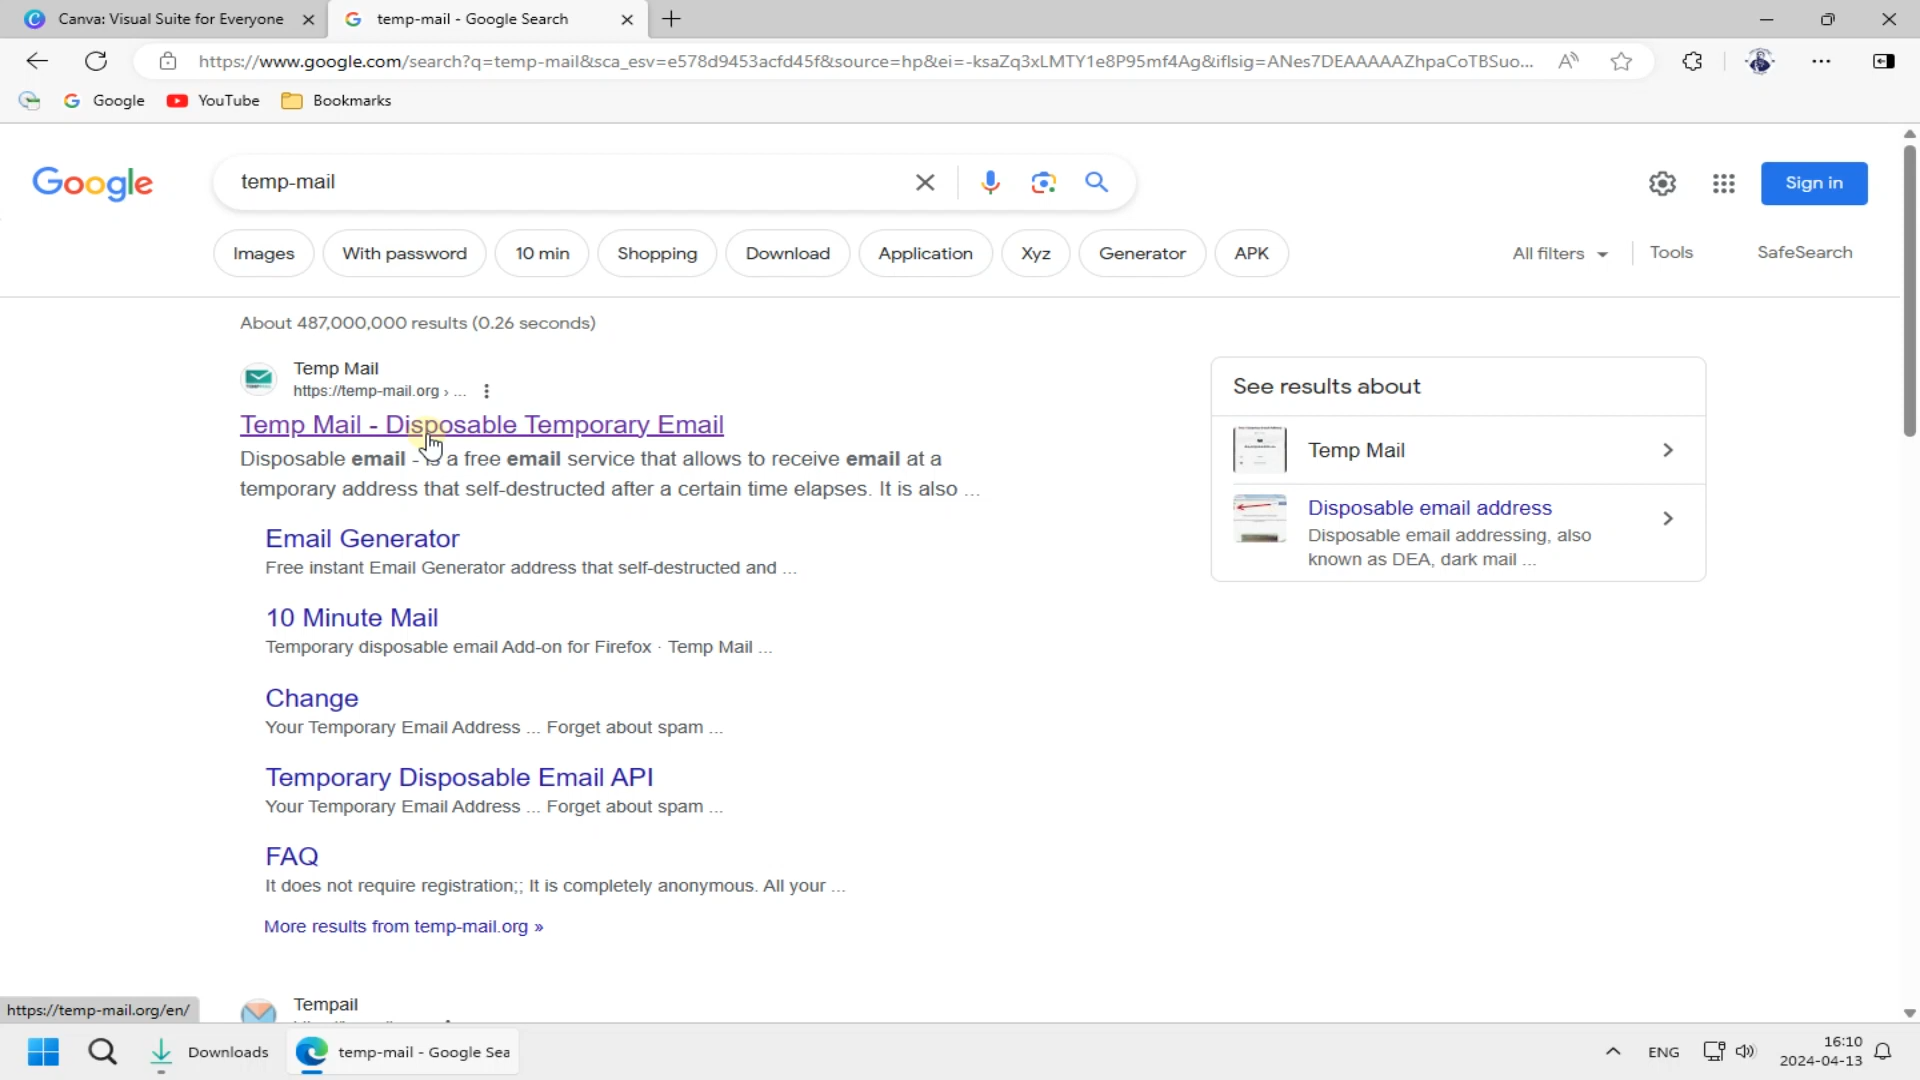 Canva: Visual Suite for Everyone
temp-mail - Google Search
https://www.google.com/search?q=temp-mail&sca_esv=e578d9453acfd45f&source=hp&ei=-ksaZq3xLMTY1e8P95mf4Ag&iflsig=ANes7DEAAAAAZhpaCoTBSuo...
Google
YouTube
Bookmarks
Google
temp-mail
Sign in
Images
With password
10 min
Shopping
Download
Application
Xyz
Generator
APK
All filters
Tools
SafeSearch
About 487,000,000 results (0.26 seconds)
Temp Mail
https://temp-mail.org › ...
Temp Mail - Disposable Temporary Email
Disposable email - is a free email service that allows to receive email at a
temporary address that self-destructed after a certain time elapses. It is also ...
Email Generator
Free instant Email Generator address that self-destructed and ...
10 Minute Mail
Temporary disposable email Add-on for Firefox · Temp Mail ...
Change
Your Temporary Email Address ... Forget about spam ...
Temporary Disposable Email API
Your Temporary Email Address ... Forget about spam ...
FAQ
It does not require registration;; It is completely anonymous. All your ...
More results from temp-mail.org »
Tempail
See results about
Temp Mail
Disposable email address
Disposable email addressing, also
known as DEA, dark mail ...
https://temp-mail.org/en/
Downloads
temp-mail - Google Sea
ENG
16:10
2024-04-13